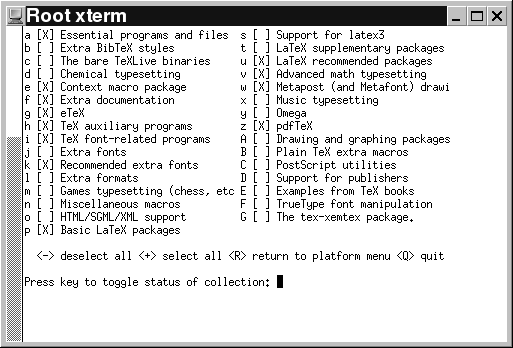 Root xterm
a [X] Essential programs and files  s [ ] Support for latex3
b [ ] Extra BibTeX styles           t [ ] LaTeX supplementary packages
c [ ] The bare TeXLive binaries     u [X] LaTeX recommended packages
d [ ] Chemical typesetting          v [X] Advanced math typesetting
e [X] Context macro package         w [X] Metapost (and Metafont) drawi
f [X] Extra documentation           x [ ] Music typesetting
g [X] eTeX                          y [ ] Omega
h [X] TeX auxiliary programs        z [X] pdfTeX
i [X] TeX font-related programs     A [ ] Drawing and graphing packages
j [ ] Extra fonts                   B [ ] Plain TeX extra macros
k [X] Recommended extra fonts       C [ ] PostScript utilities
l [ ] Extra formats                 D [ ] Support for publishers
m [ ] Games typesetting (chess, etc E [ ] Examples from TeX books
n [ ] Miscellaneous macros          F [ ] TrueType font manipulation
o [ ] HTML/SGML/XML support         G [ ] The tex-xemtex package.
p [X] Basic LaTeX packages
<-> deselect all <+> select all <R> return to platform menu <Q> quit
Press key to toggle status of collection: